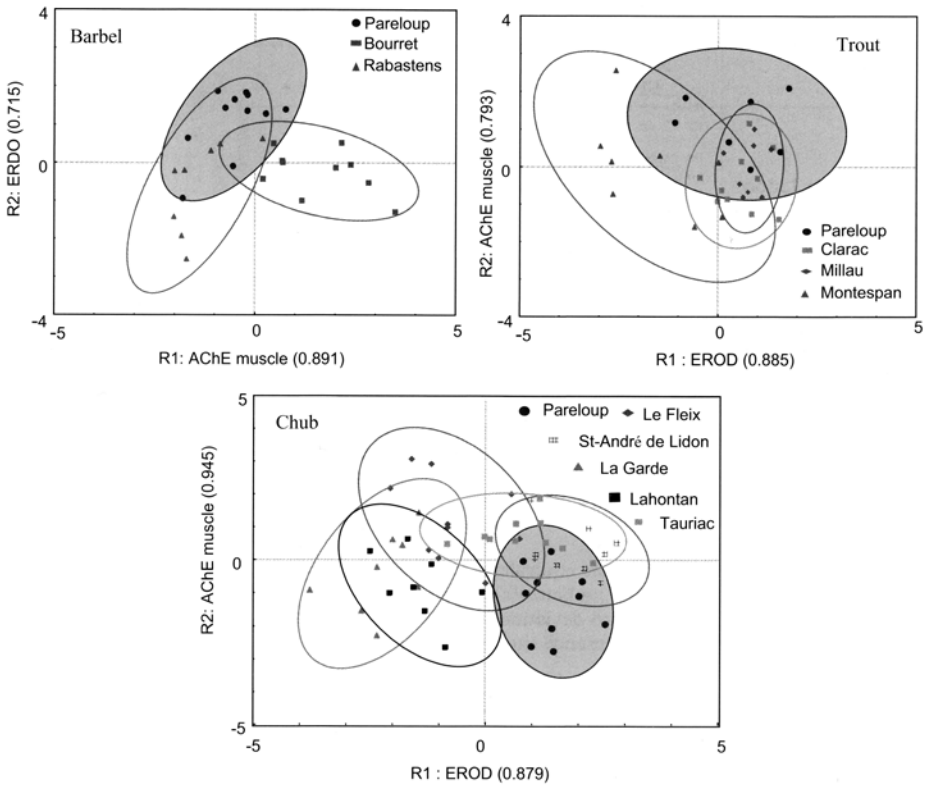 4
Barbel
Pareloup
Bourret
Rabastens
R2: ERDO (0.715)
0
-4
-5
0
5
R1: AChE muscle (0.891)
4
Trout
R2: AChE muscle (0.793)
0
Pareloup
Clarac
Millau
Montespan
-4
-5
0
5
R1 : EROD (0.885)
5
Chub
Pareloup
Le Fleix
St-André de Lidon
La Garde
Lahontan
Tauriac
R2: AChE muscle (0.945)
0
-5
-5
0
5
R1 : EROD (0.879)